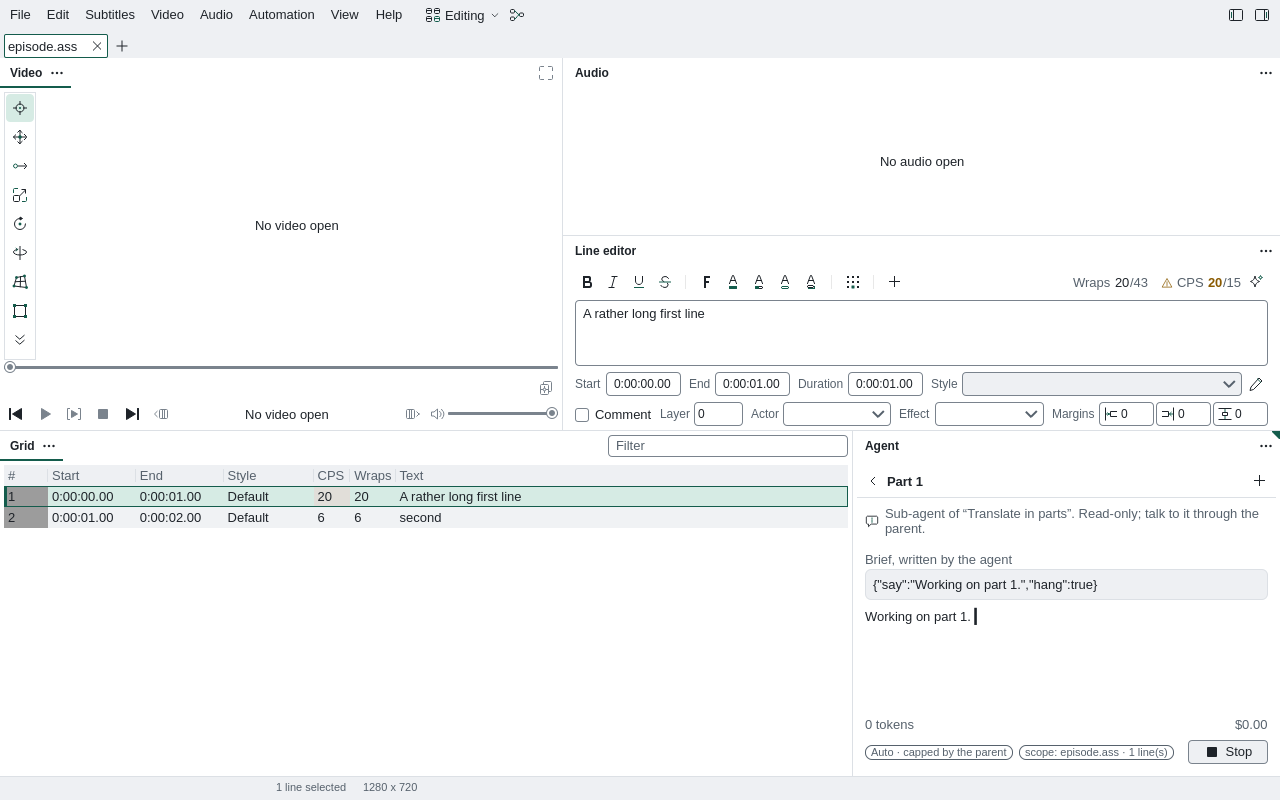 File Edit Subtitles Video Audio Automation View Help Editing
episode.ass
Video
No video open
No video open
Audio
No audio open
Line editor
B I U S F A A A A Wraps 20/43 CPS 20/15
A rather long first line
Start 0:00:00.00 End 0:00:01.00 Duration 0:00:01.00 Style
Comment Layer 0 Actor Effect Margins 0 0 0
Grid Filter
# Start End Style CPS Wraps Text
1 0:00:00.00 0:00:01.00 Default 20 20 A rather long first line
2 0:00:01.00 0:00:02.00 Default 6 6 second
Agent
Part 1
Sub-agent of “Translate in parts”. Read-only; talk to it through the
parent.
Brief, written by the agent
{"say":"Working on part 1.","hang":true}
Working on part 1.
0 tokens $0.00
Auto · capped by the parent scope: episode.ass · 1 line(s) Stop
1 line selected 1280 x 720